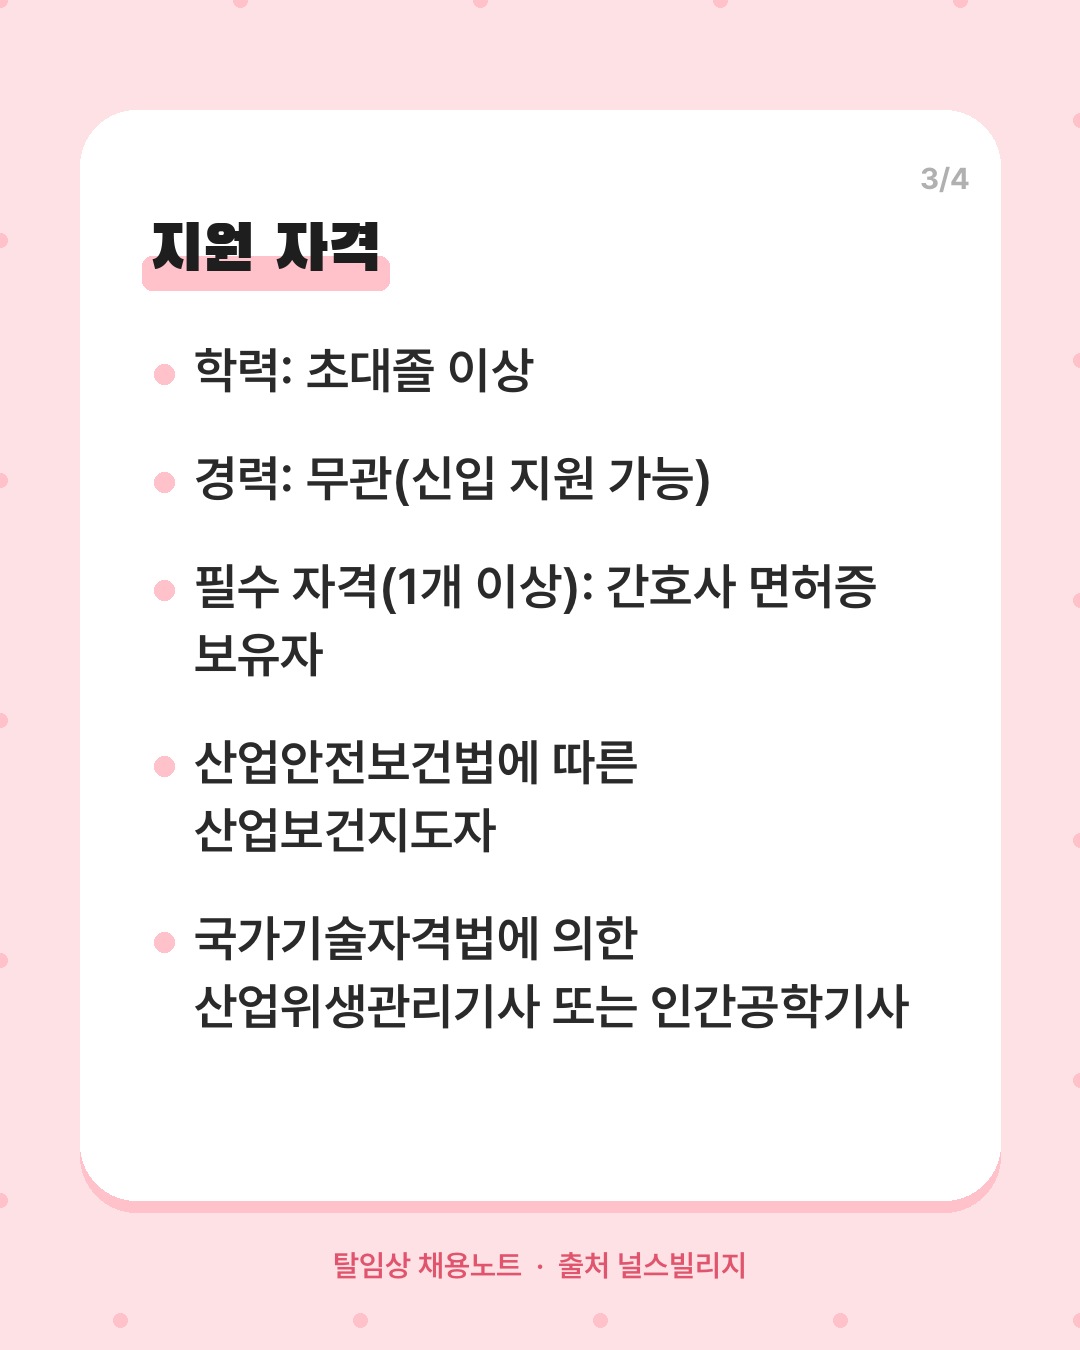 3/4
지원 자격
학력: 초대졸 이상
경력: 무관(신입 지원 가능)
필수 자격(1개 이상): 간호사 면허증
보유자
산업안전보건법에 따른
산업보건지도자
국가기술자격법에 의한
산업위생관리기사 또는 인간공학기사
탈임상 채용노트 · 출처 널스빌리지